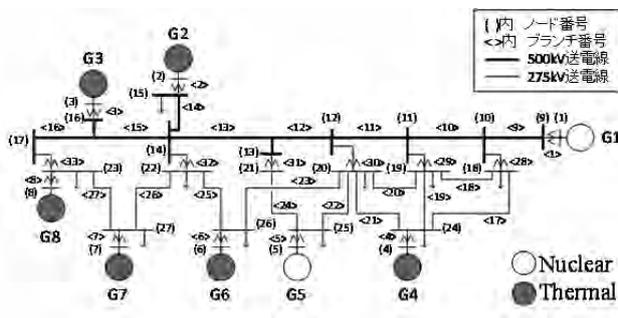 ( )内 ノード番号
<>内 ブランチ番号
500kV送電線
275kV送電線
G2
G3
(2) <2>
(3) <3> (15) <14>
(16)
<16> <15> <13> <12> (12) <11> (11) <10> (10) <9> (9) (1)
(17) (14) (13) <1> G1
<33> (23) (22) <32> (21) <31> (20) <30> (19) <29> (18) <28>
<8> <27> <26> <25> <23> <20> <18>
(8) <24> <22> <21> <19> <17>
G8 (27) (26) (25) (24)
<7> <6> <5> <4>
(7) (6) (5) (4)
G7 G6 G5 G4
Nuclear
Thermal